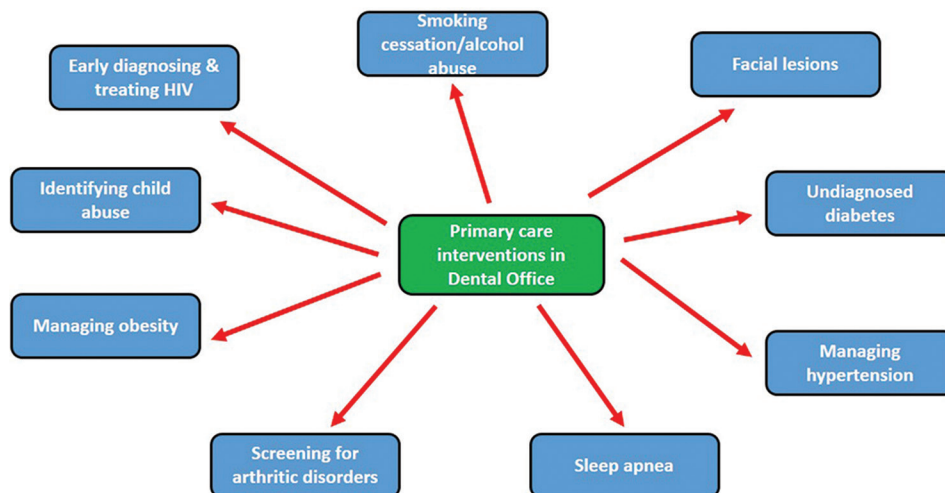 Smoking
cessation/alcohol
abuse
Early diagnosing &
treating HIV
Facial lesions
Identifying child
abuse
Undiagnosed
diabetes
Primary care
interventions in
Dental Office
Managing obesity
Managing
hypertension
Screening for
arthritic disorders
Sleep apnea